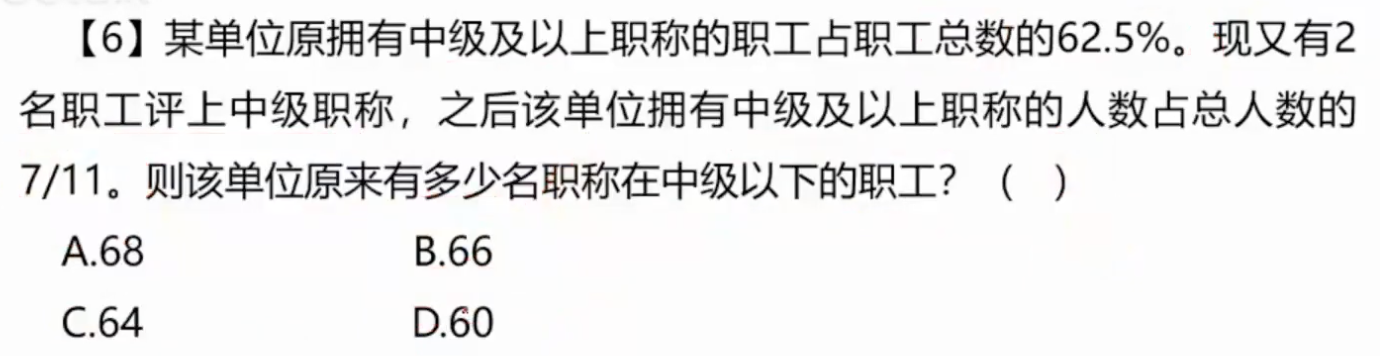 【6】某单位原拥有中级及以上职称的职工占职工总数的62.5%。现又有2
名职工评上中级职称，之后该单位拥有中级及以上职称的人数占总人数的
7/11。则该单位原来有多少名职称在中级以下的职工？（ ）
A.68 B.66
C.64 D.60